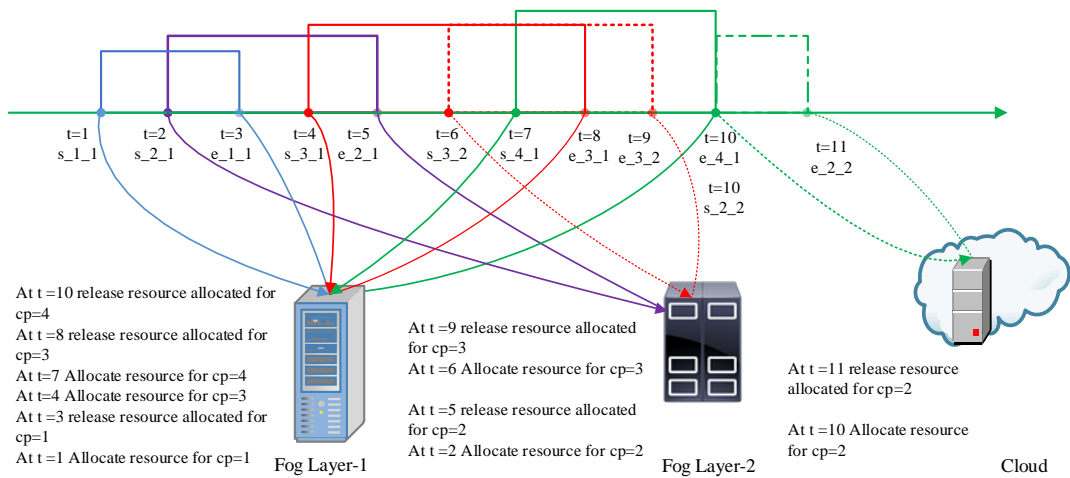 t=1
s_1_1
t=2
s_2_1
t=3
e_1_1
t=4
s_3_1
t=5
e_2_1
t=6
s_3_2
t=7
s_4_1
t=8
e_3_1
t=9
e_3_2
t=10
e_4_1
t=10
s_2_2
t=11
e_2_2
At t =10 release resource allocated for
cp=4
At t =8 release resource allocated for
cp=3
At t=7 Allocate resource for cp=4
At t=4 Allocate resource for cp=3
At t =3 release resource allocated for
cp=1
At t =1 Allocate resource for cp=1
Fog Layer-1
At t =9 release resource allocated
for cp=3
At t =6 Allocate resource for cp=3
At t =5 release resource allocated for
cp=2
At t =2 Allocate resource for cp=2
Fog Layer-2
At t =11 release resource
allocated for cp=2
At t =10 Allocate resource
for cp=2
Cloud